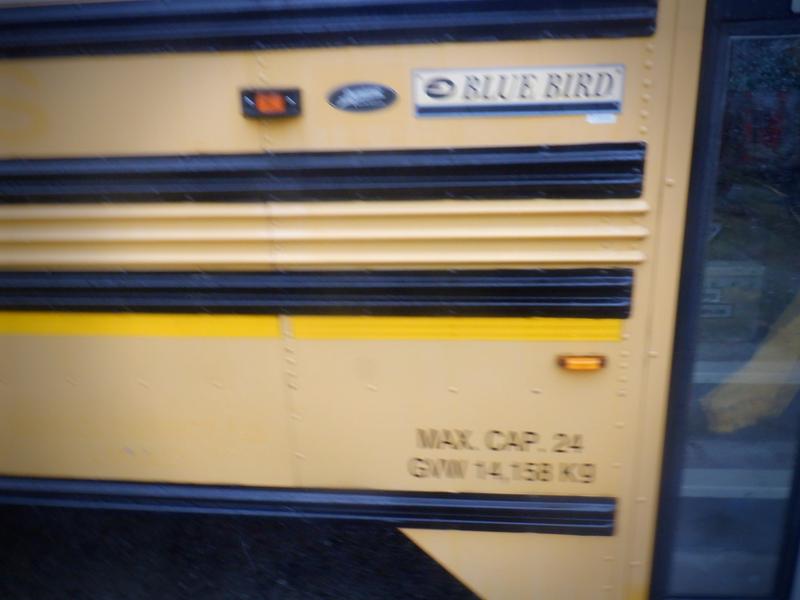 BLUE BIRD
MAX. CAP. 24
GVW 14,158 KG